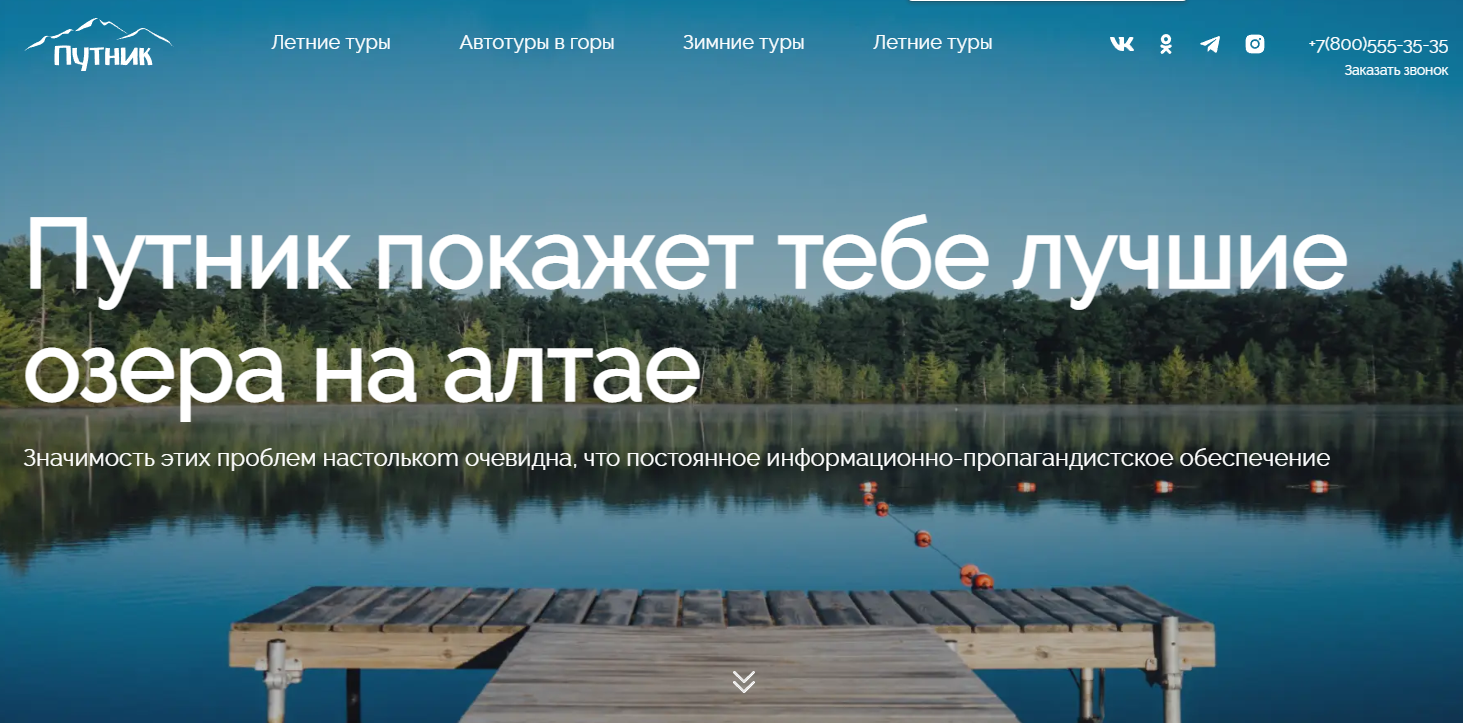 Путник
Летние туры
Автотуры в горы
Зимние туры
Летние туры
+7(800)555-35-35
Заказать звонок
Путник покажет тебе лучшие
озера на алтае
Значимость этих проблем настолькоm очевидна, что постоянное информационно-пропагандистское обеспечение